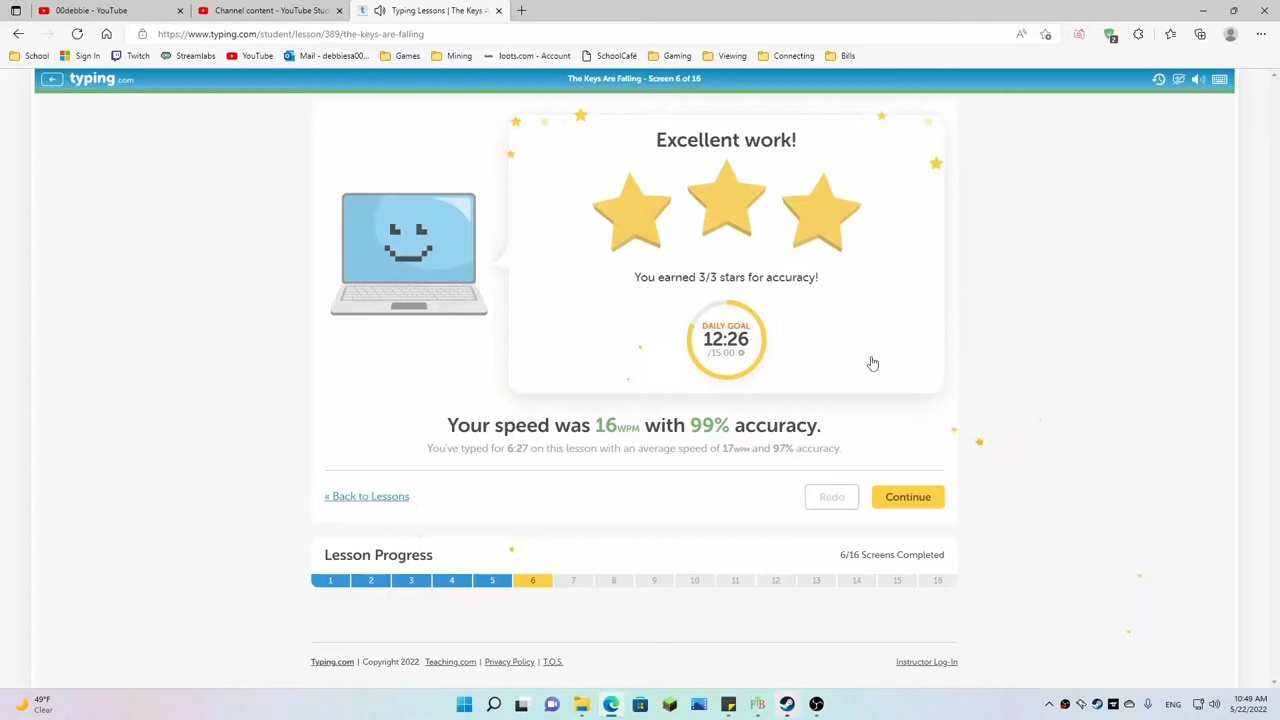 00debbie - YouTube
Channel content - YouTube Stud
Typing Lessons | The Keys A
https://www.typing.com/student/lesson/389/the-keys-are-falling
School
Sign In
Twitch
Streamlabs
YouTube
Mail - debbiesa00...
Games
Mining
loots.com - Account
SchoolCafé
Gaming
Viewing
Connecting
Bills
typing.com
The Keys Are Falling - Screen 6 of 16
Excellent work!
You earned 3/3 stars for accuracy!
DAILY GOAL
12:26
/15:00
Your speed was 16WPM with 99% accuracy.
You've typed for 6:27 on this lesson with an average speed of 17WPM and 97% accuracy
« Back to Lessons
Redo
Continue
Lesson Progress
6/16 Screens Completed
1 2 3 4 5 6 7 8 9 10 11 12 13 14 15 16
Typing.com | Copyright 2022 Teaching.com | Privacy Policy | T.O.S.
Instructor Log-In
49°F
Clear
ENG
10:49 AM
5/22/2022